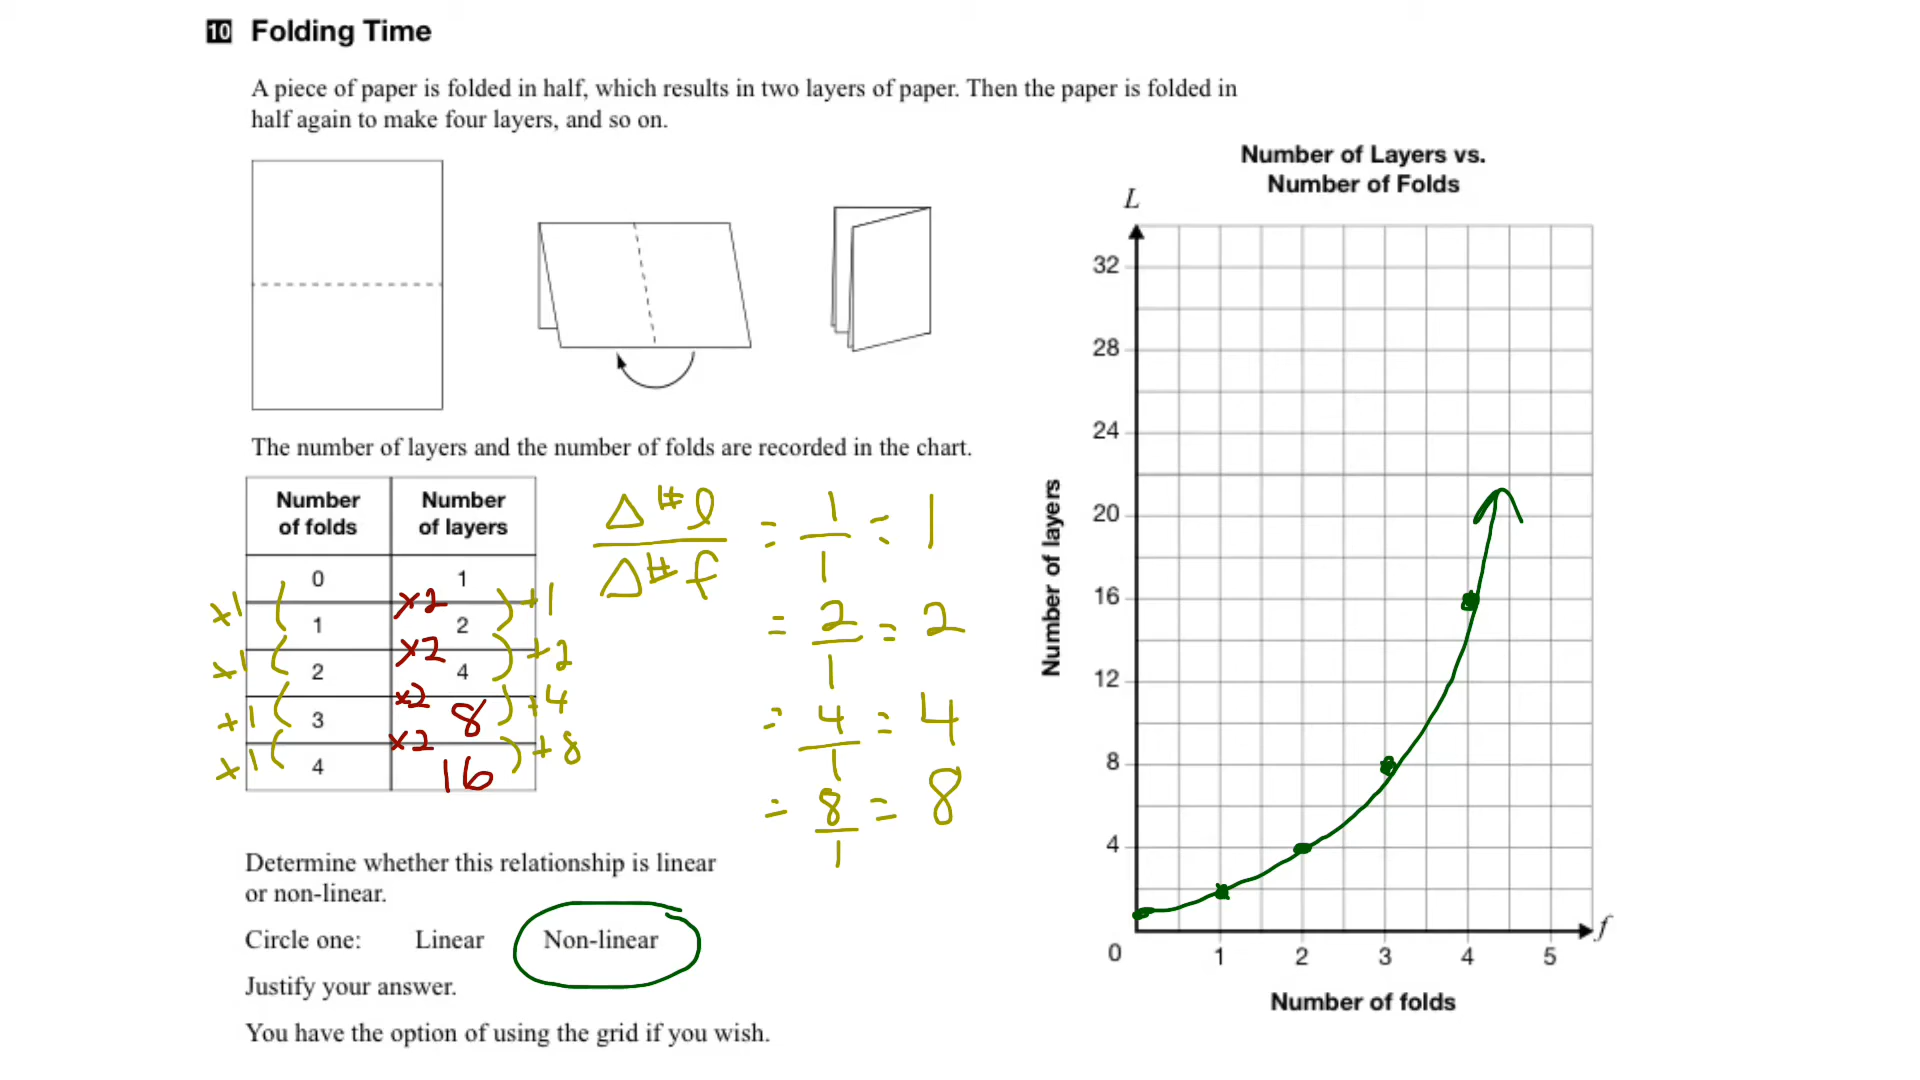 10 Folding Time
A piece of paper is folded in half, which results in two layers of paper. Then the paper is folded in
half again to make four layers, and so on.
Number of Layers vs.
Number of Folds
L
32
28
24
20
16
12
8
4
0 1 2 3 4 5
f
Number of layers
Number of folds
The number of layers and the number of folds are recorded in the chart.
Number of folds Number of layers
0 1
+1 ×2 +1
1 2
+1 ×2 +2
2 4
+1 ×2 +4
3 8
+1 ×2 +8
4 16
Δ#l / Δ#f = 1/1 = 1
= 2/1 = 2
= 4/1 = 4
= 8/1 = 8
Determine whether this relationship is linear
or non-linear.
Circle one: Linear Non-linear
Justify your answer.
You have the option of using the grid if you wish.